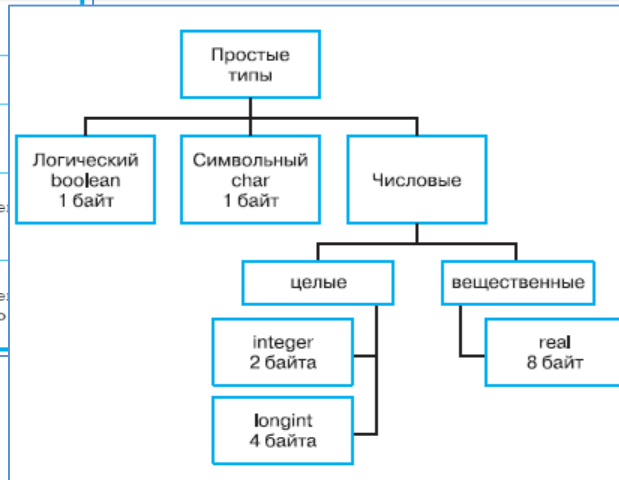 Простые
типы
Логический
boolean
1 байт
Символьный
char
1 байт
Числовые
целые
вещественные
integer
2 байта
real
8 байт
longint
4 байта